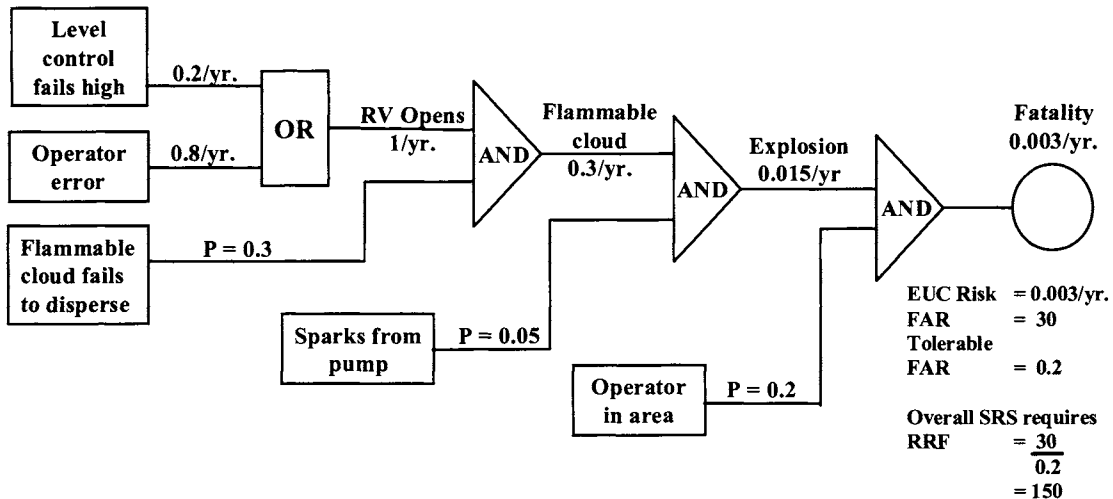 Level
control
fails high
0.2/yr.
Operator
error
0.8/yr.
OR
RV Opens
1/yr.
Flammable
cloud fails
to disperse
P = 0.3
AND
Flammable
cloud
0.3/yr.
Sparks from
pump
P = 0.05
AND
Explosion
0.015/yr
Operator
in area
P = 0.2
AND
Fatality
0.003/yr.
EUC Risk = 0.003/yr.
FAR = 30
Tolerable
FAR = 0.2
Overall SRS requires
RRF = 30
0.2
= 150